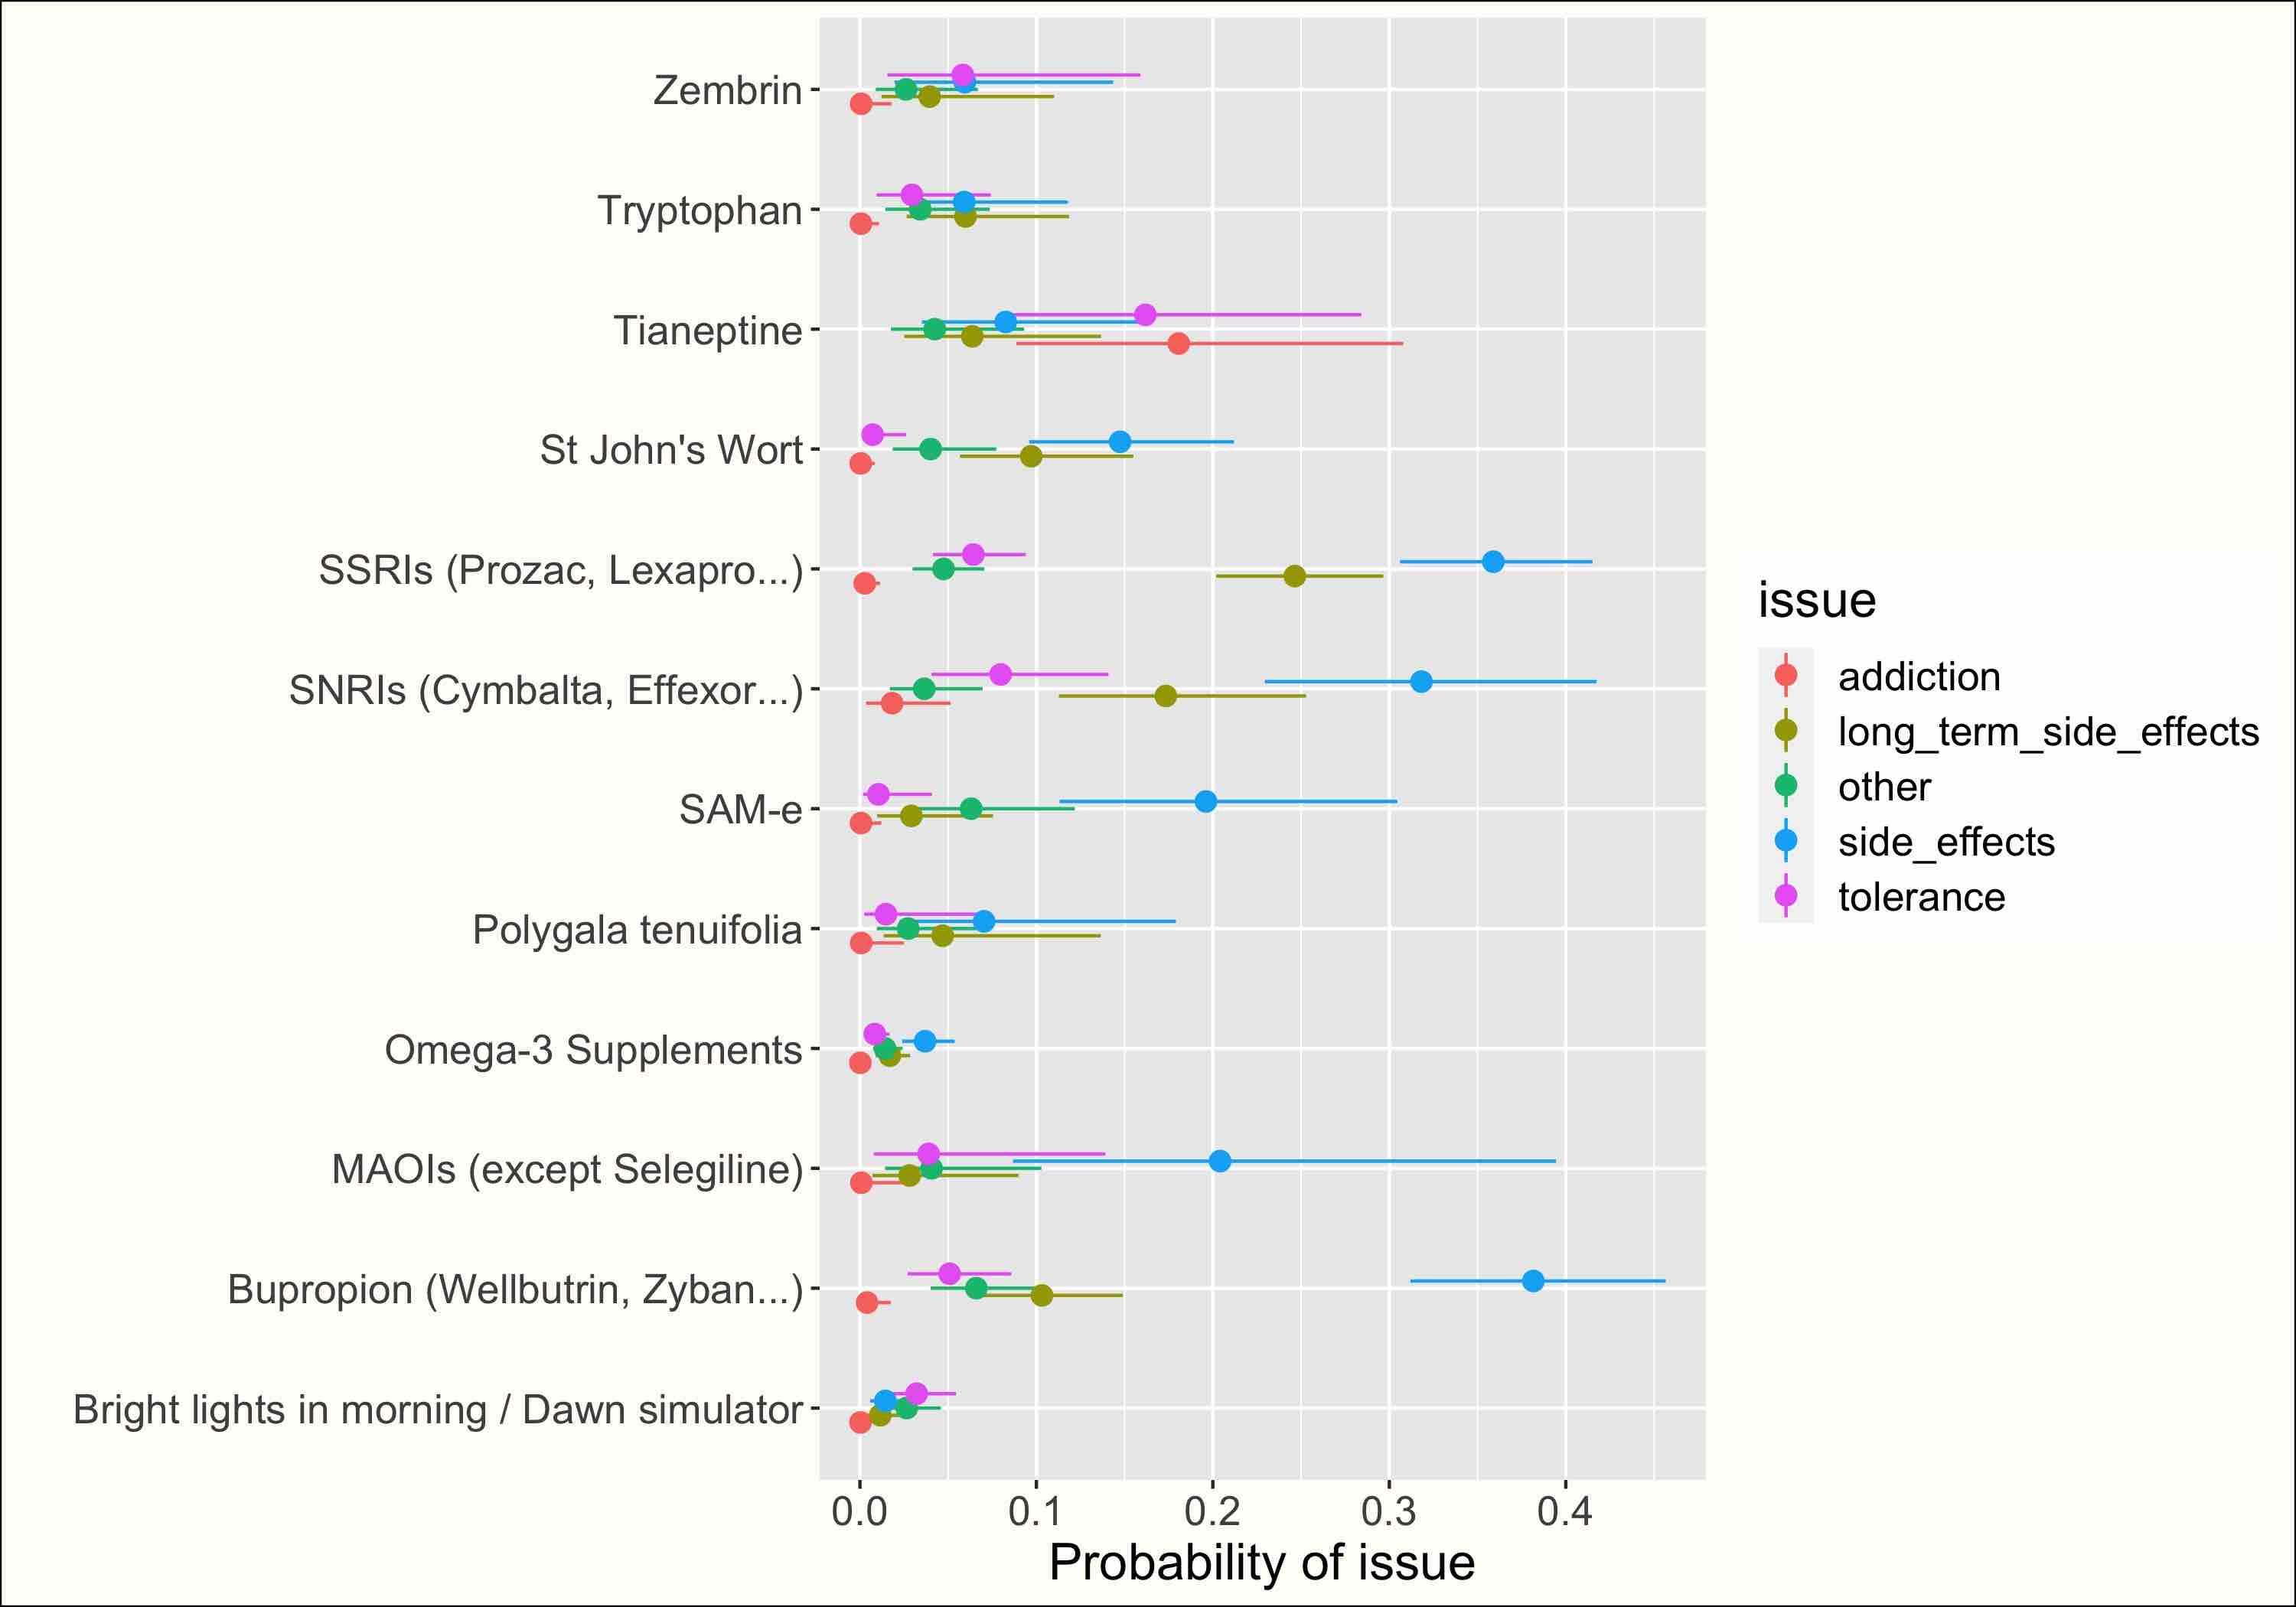 Zembrin
Tryptophan
Tianeptine
St John's Wort
SSRIs (Prozac, Lexapro...)
SNRIs (Cymbalta, Effexor...)
SAM-e
Polygala tenuifolia
Omega-3 Supplements
MAOIs (except Selegiline)
Bupropion (Wellbutrin, Zyban...)
Bright lights in morning / Dawn simulator
0.0 0.1 0.2 0.3 0.4
Probability of issue
issue
addiction
long_term_side_effects
other
side_effects
tolerance